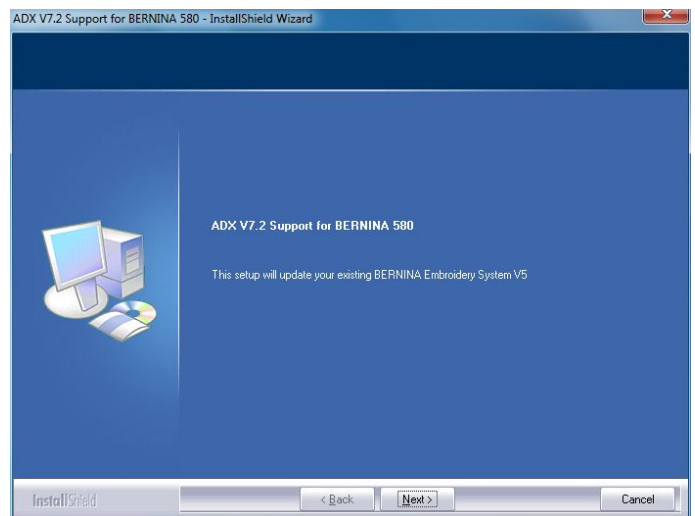 ADX V7.2 Support for BERNINA 580 - InstallShield Wizard
ADX V7.2 Support for BERNINA 580
This setup will update your existing BERNINA Embroidery System V5
InstallShield
< Back
Next >
Cancel